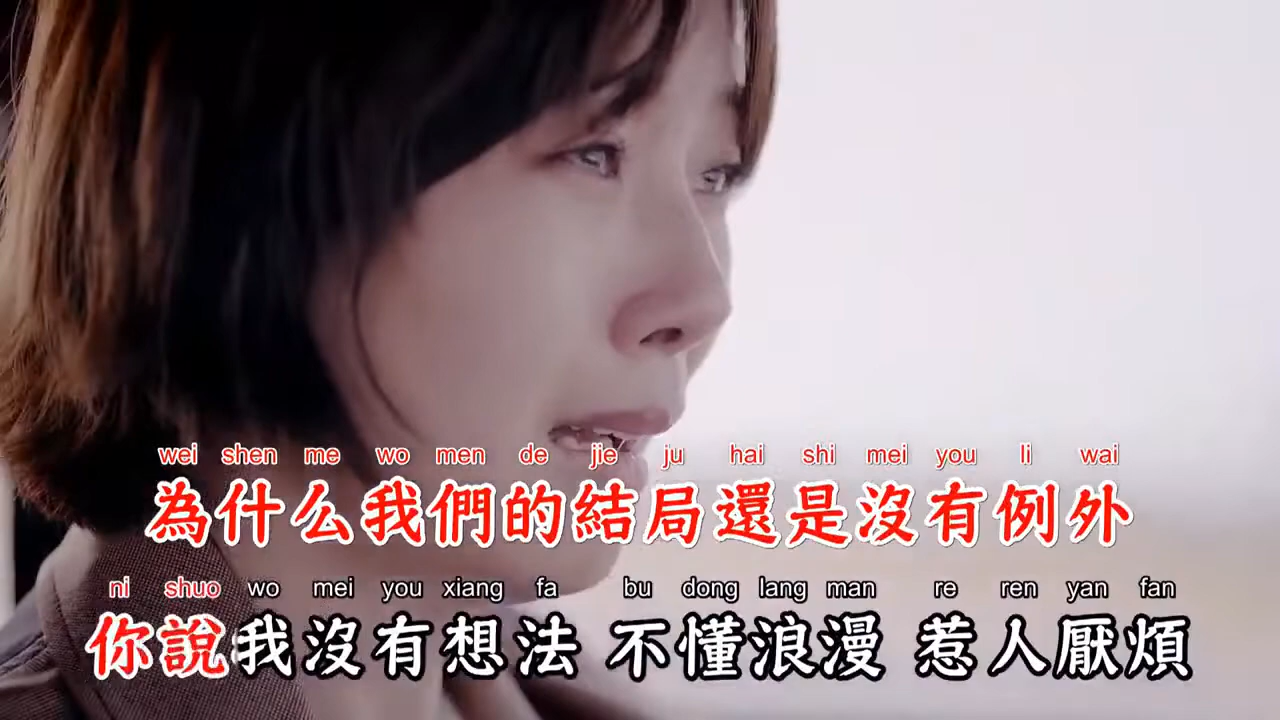 wei shen me wo men de jie ju hai shi mei you li wai
為什么我們的結局還是沒有例外
ni shuo wo mei you xiang fa bu dong lang man re ren yan fan
你說我沒有想法 不懂浪漫 惹人厭煩